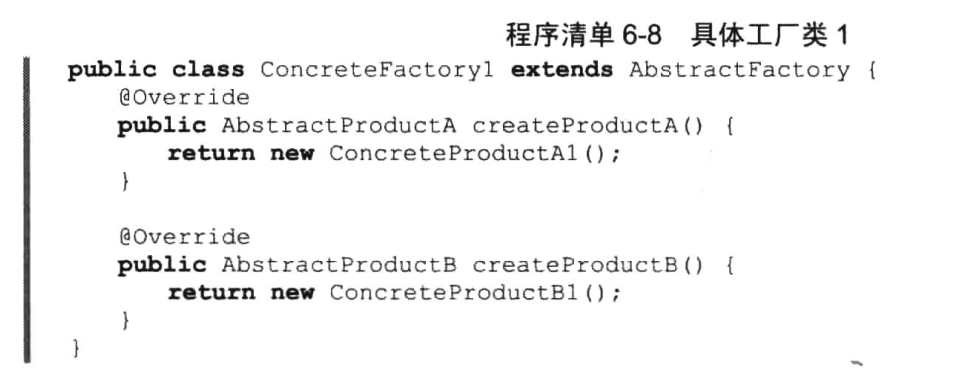 程序清单 6-8 具体工厂类 1
public class ConcreteFactory1 extends AbstractFactory {
@Override
public AbstractProductA createProductA() {
return new ConcreteProductA1();
}
@Override
public AbstractProductB createProductB() {
return new ConcreteProductB1();
}
}